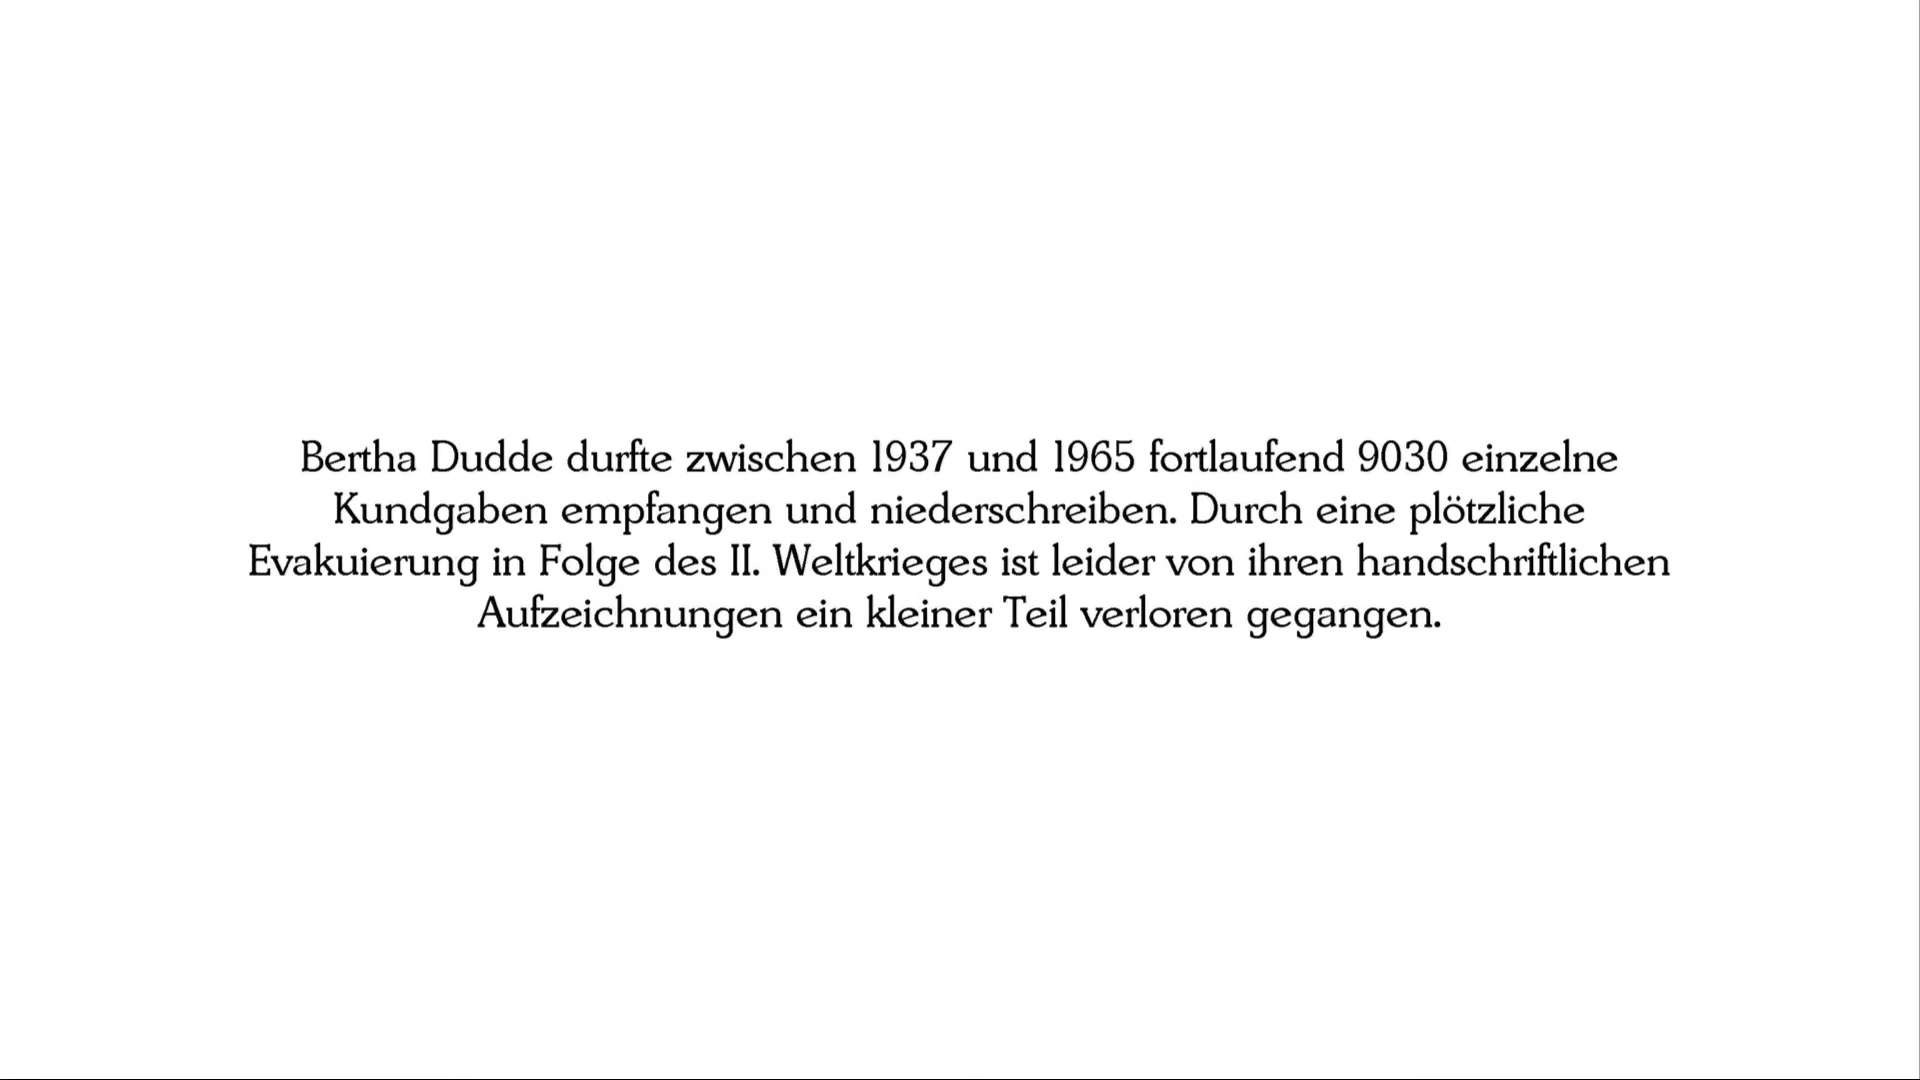 Bertha Dudde durfte zwischen 1937 und 1965 fortlaufend 9030 einzelne
Kundgaben empfangen und niederschreiben. Durch eine plötzliche
Evakuierung in Folge des II. Weltkrieges ist leider von ihren handschriftlichen
Aufzeichnungen ein kleiner Teil verloren gegangen.